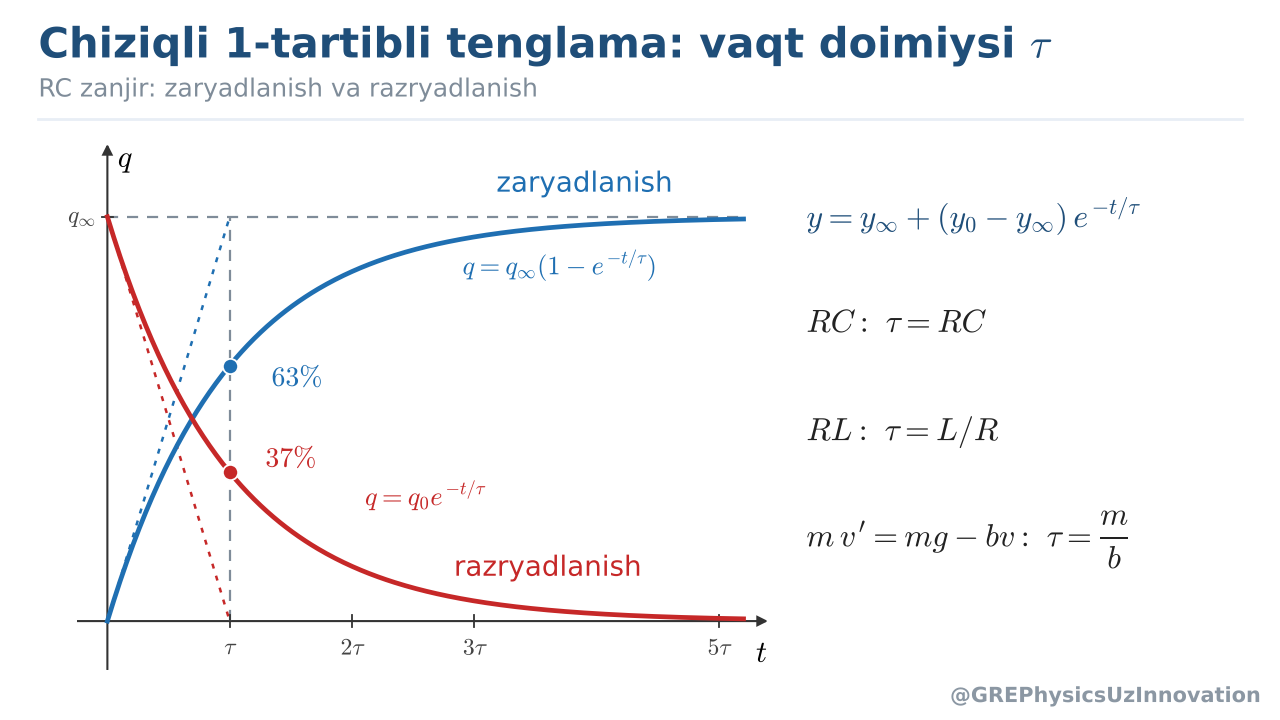 Chiziqli 1-tartibli tenglama: vaqt doimiysi τ
RC zanjir: zaryadlanish va razryadlanish
q
zaryadlanish
q∞
y = y∞ + (y₀ − y∞) e^{−t/τ}
q = q∞(1 − e^{−t/τ})
RC: τ = RC
63%
RL: τ = L/R
37%
q = q₀e^{−t/τ}
m v′ = mg − bv: τ = m/b
razryadlanish
τ 2τ 3τ 5τ t
@GREPhysicsUzInnovation